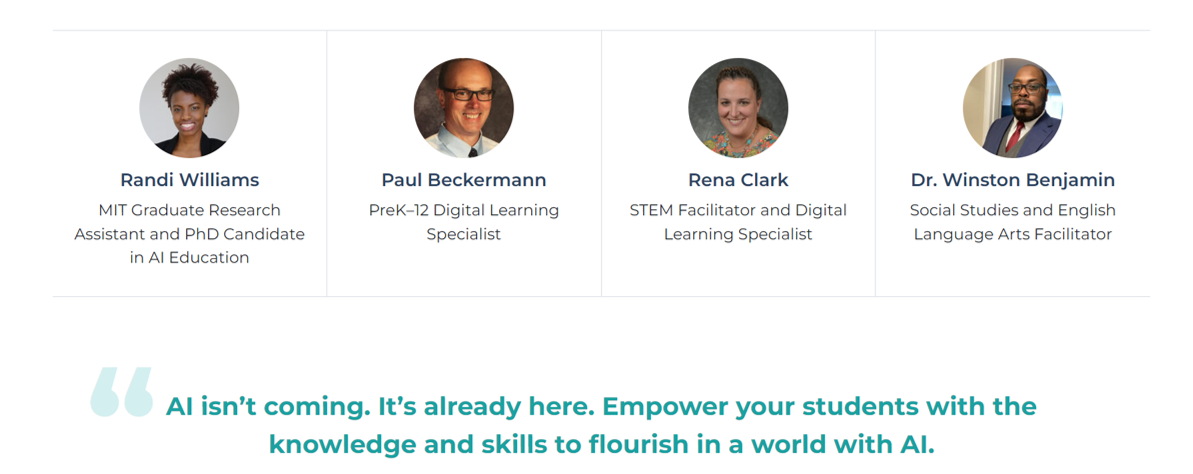 Randi Williams
MIT Graduate Research
Assistant and PhD Candidate
in AI Education
Paul Beckermann
PreK–12 Digital Learning
Specialist
Rena Clark
STEM Facilitator and Digital
Learning Specialist
Dr. Winston Benjamin
Social Studies and English
Language Arts Facilitator
“
AI isn’t coming. It’s already here. Empower your students with the
knowledge and skills to flourish in a world with AI.